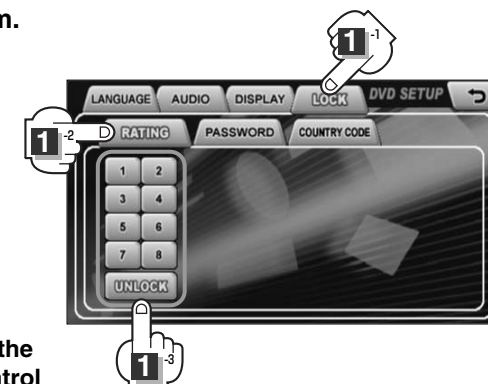 m.
1 -1
LANGUAGE AUDIO DISPLAY LOCK DVD SETUP
1 -2 RATING PASSWORD COUNTRY CODE
1 2
3 4
5 6
7 8
UNLOCK
the
1 -3
ntrol